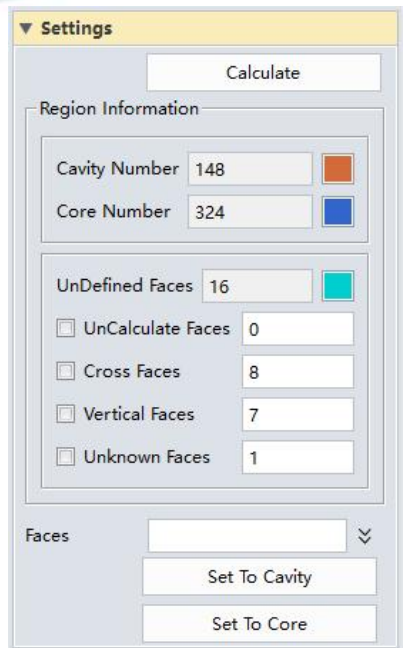 Settings
Calculate
Region Information
Cavity Number 148
Core Number 324
UnDefined Faces 16
UnCalculate Faces 0
Cross Faces 8
Vertical Faces 7
Unknown Faces 1
Faces
Set To Cavity
Set To Core